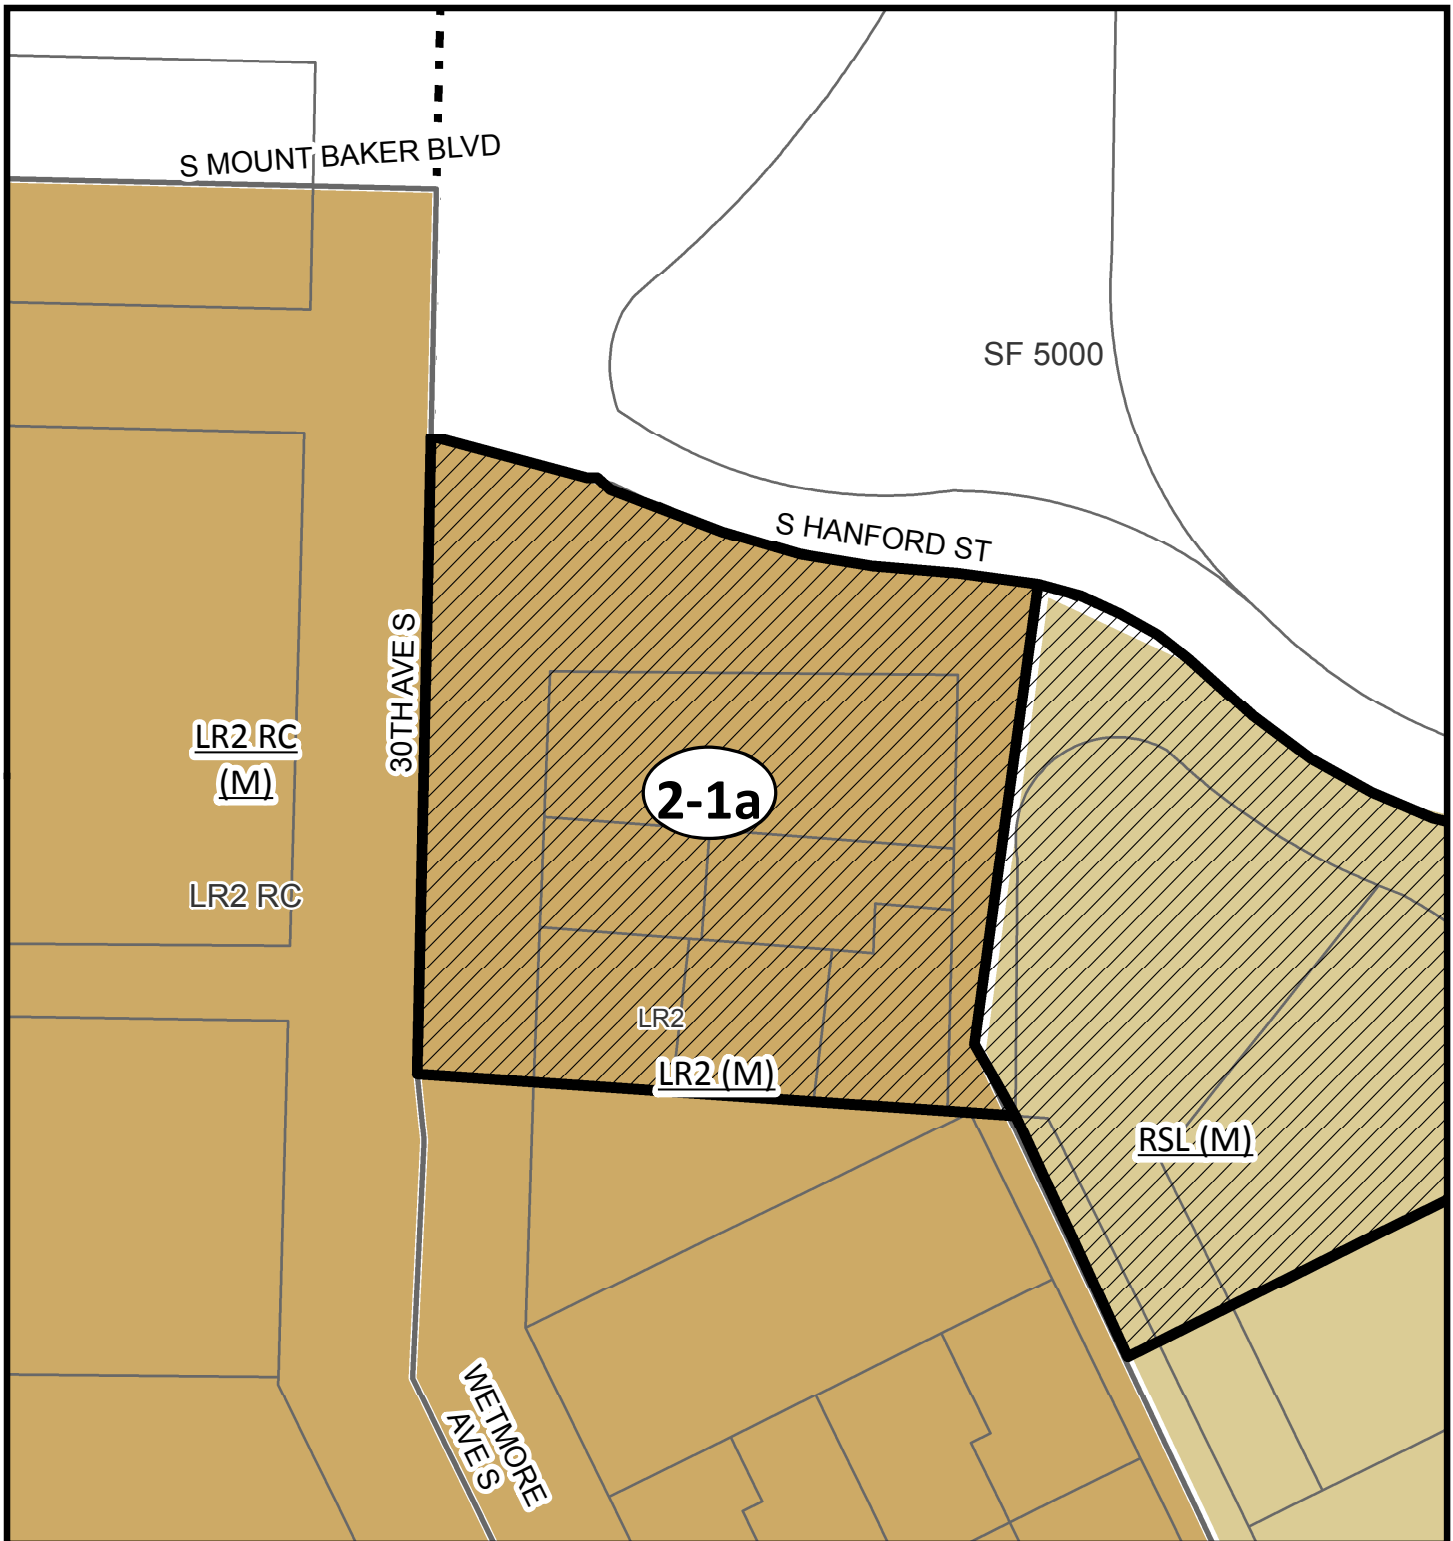 S MOUNT BAKER BLVD
SF 5000
S HANFORD ST
30TH AVE S
LR2 RC
(M)
2-1a
LR2 RC
LR2
LR2 (M)
RSL (M)
WETMORE
AVE S